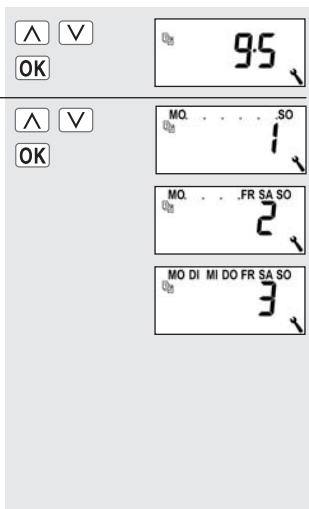 ∧ ∨
OK
9.5
∧ ∨
OK
MO. . . . . .SO
1
MO. . . .FR SA SO
2
MO DI MI DO FR SA SO
3